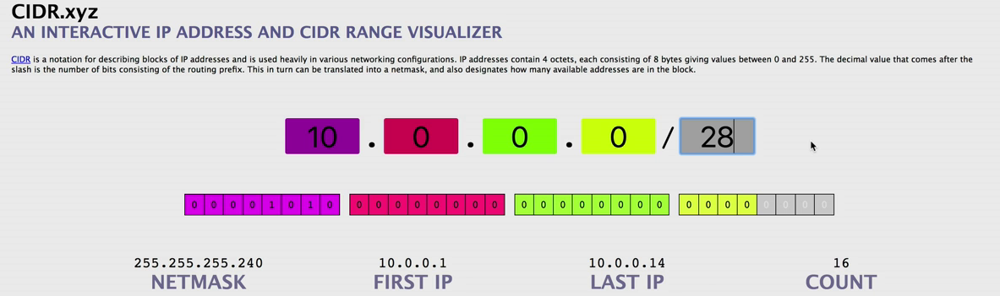 CIDR.xyz
AN INTERACTIVE IP ADDRESS AND CIDR RANGE VISUALIZER
CIDR is a notation for describing blocks of IP addresses and is used heavily in various networking configurations. IP addresses contain 4 octets, each consisting of 8 bytes giving values between 0 and 255. The decimal value that comes after the
slash is the number of bits consisting of the routing prefix. This in turn can be translated into a netmask, and also designates how many available addresses are in the block.
10 . 0 . 0 . 0 / 28
0 0 0 0 1 0 1 0 0 0 0 0 0 0 0 0 0 0 0 0 0 0 0 0 0 0 0 0 0 0 0 0
255.255.255.240 10.0.0.1 10.0.0.14 16
NETMASK FIRST IP LAST IP COUNT